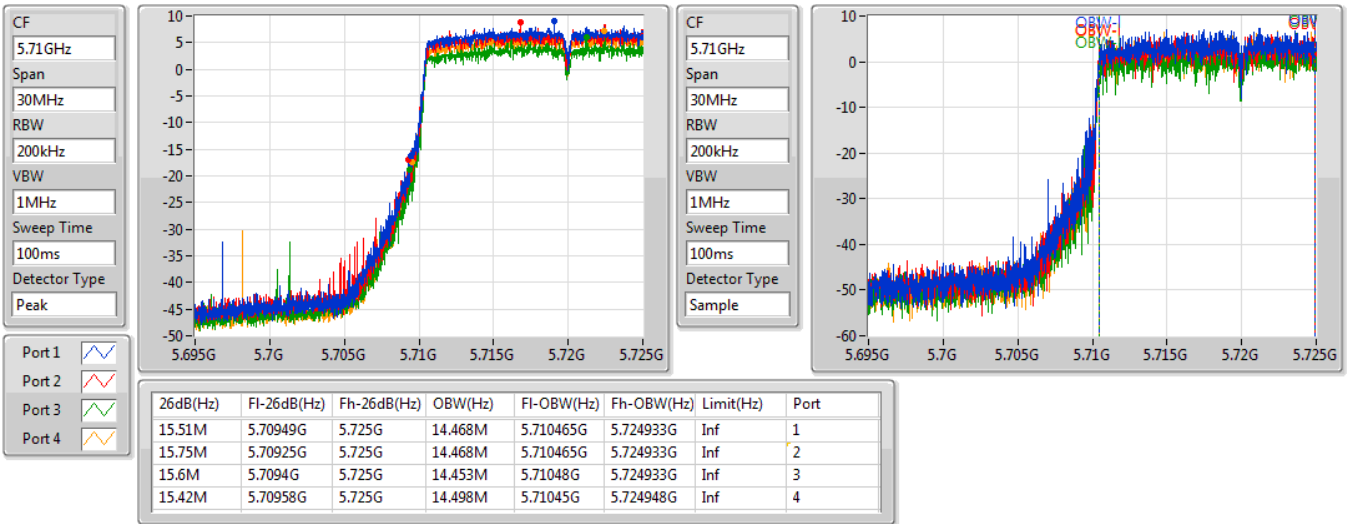 CF
5.71GHz
Span
30MHz
RBW
200kHz
VBW
1MHz
Sweep Time
100ms
Detector Type
Peak
10
5
0
-5
-10
-15
-20
-25
-30
-35
-40
-45
-50
5.695G 5.7G 5.705G 5.71G 5.715G 5.72G 5.725G
CF
5.71GHz
Span
30MHz
RBW
200kHz
VBW
1MHz
Sweep Time
100ms
Detector Type
Sample
10
0
-10
-20
-30
-40
-50
-60
OBW-l OBW
OBW-l
OBW
5.695G 5.7G 5.705G 5.71G 5.715G 5.72G 5.725G
Port 1
Port 2
Port 3
Port 4
26dB(Hz) Fl-26dB(Hz) Fh-26dB(Hz) OBW(Hz) Fl-OBW(Hz) Fh-OBW(Hz) Limit(Hz) Port
15.51M 5.70949G 5.725G 14.468M 5.710465G 5.724933G Inf 1
15.75M 5.70925G 5.725G 14.468M 5.710465G 5.724933G Inf 2
15.6M 5.7094G 5.725G 14.453M 5.71048G 5.724933G Inf 3
15.42M 5.70958G 5.725G 14.498M 5.71045G 5.724948G Inf 4